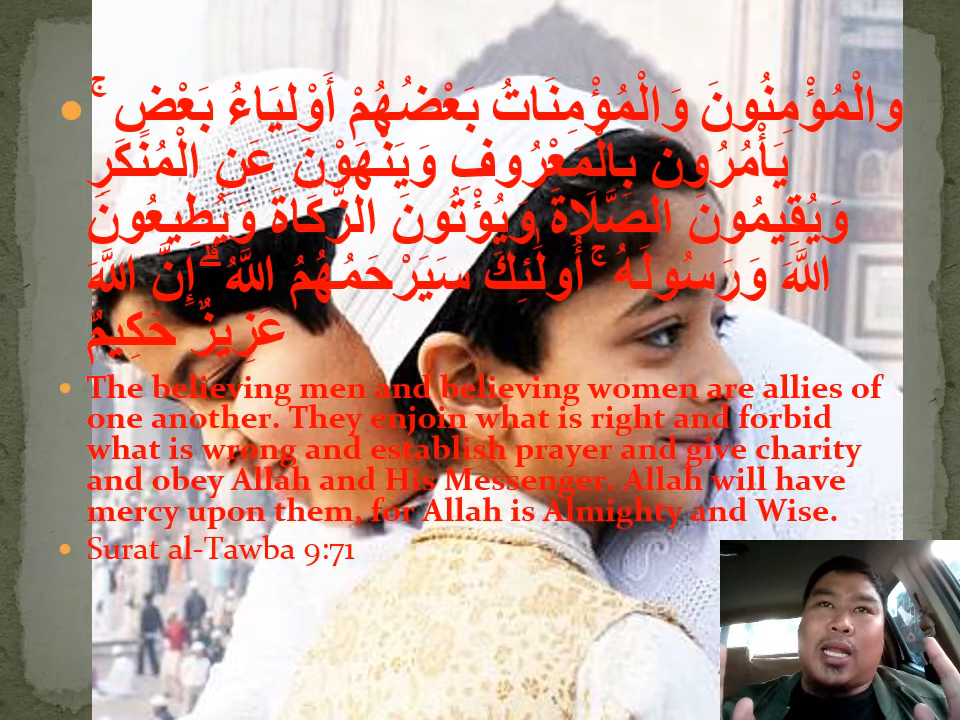 والْمُؤْمِنُونَ وَالْمُؤْمِنَاتُ بَعْضُهُمْ أَوْلِيَاءُ بَعْضٍ ۚ
يَأْمُرُونَ بِالْمَعْرُوفِ وَيَنْهَوْنَ عَنِ الْمُنكَرِ
وَيُقِيمُونَ الصَّلَاةَ وَيُؤْتُونَ الزَّكَاةَ وَيُطِيعُونَ
اللَّهَ وَرَسُولَهُ ۚ أُولَٰئِكَ سَيَرْحَمُهُمُ اللَّهُ ۗ إِنَّ اللَّهَ
عَزِيزٌ حَكِيمٌ
The believing men and believing women are allies of
one another. They enjoin what is right and forbid
what is wrong and establish prayer and give charity
and obey Allah and His Messenger. Allah will have
mercy upon them, for Allah is Almighty and Wise.
Surat al-Tawba 9:71